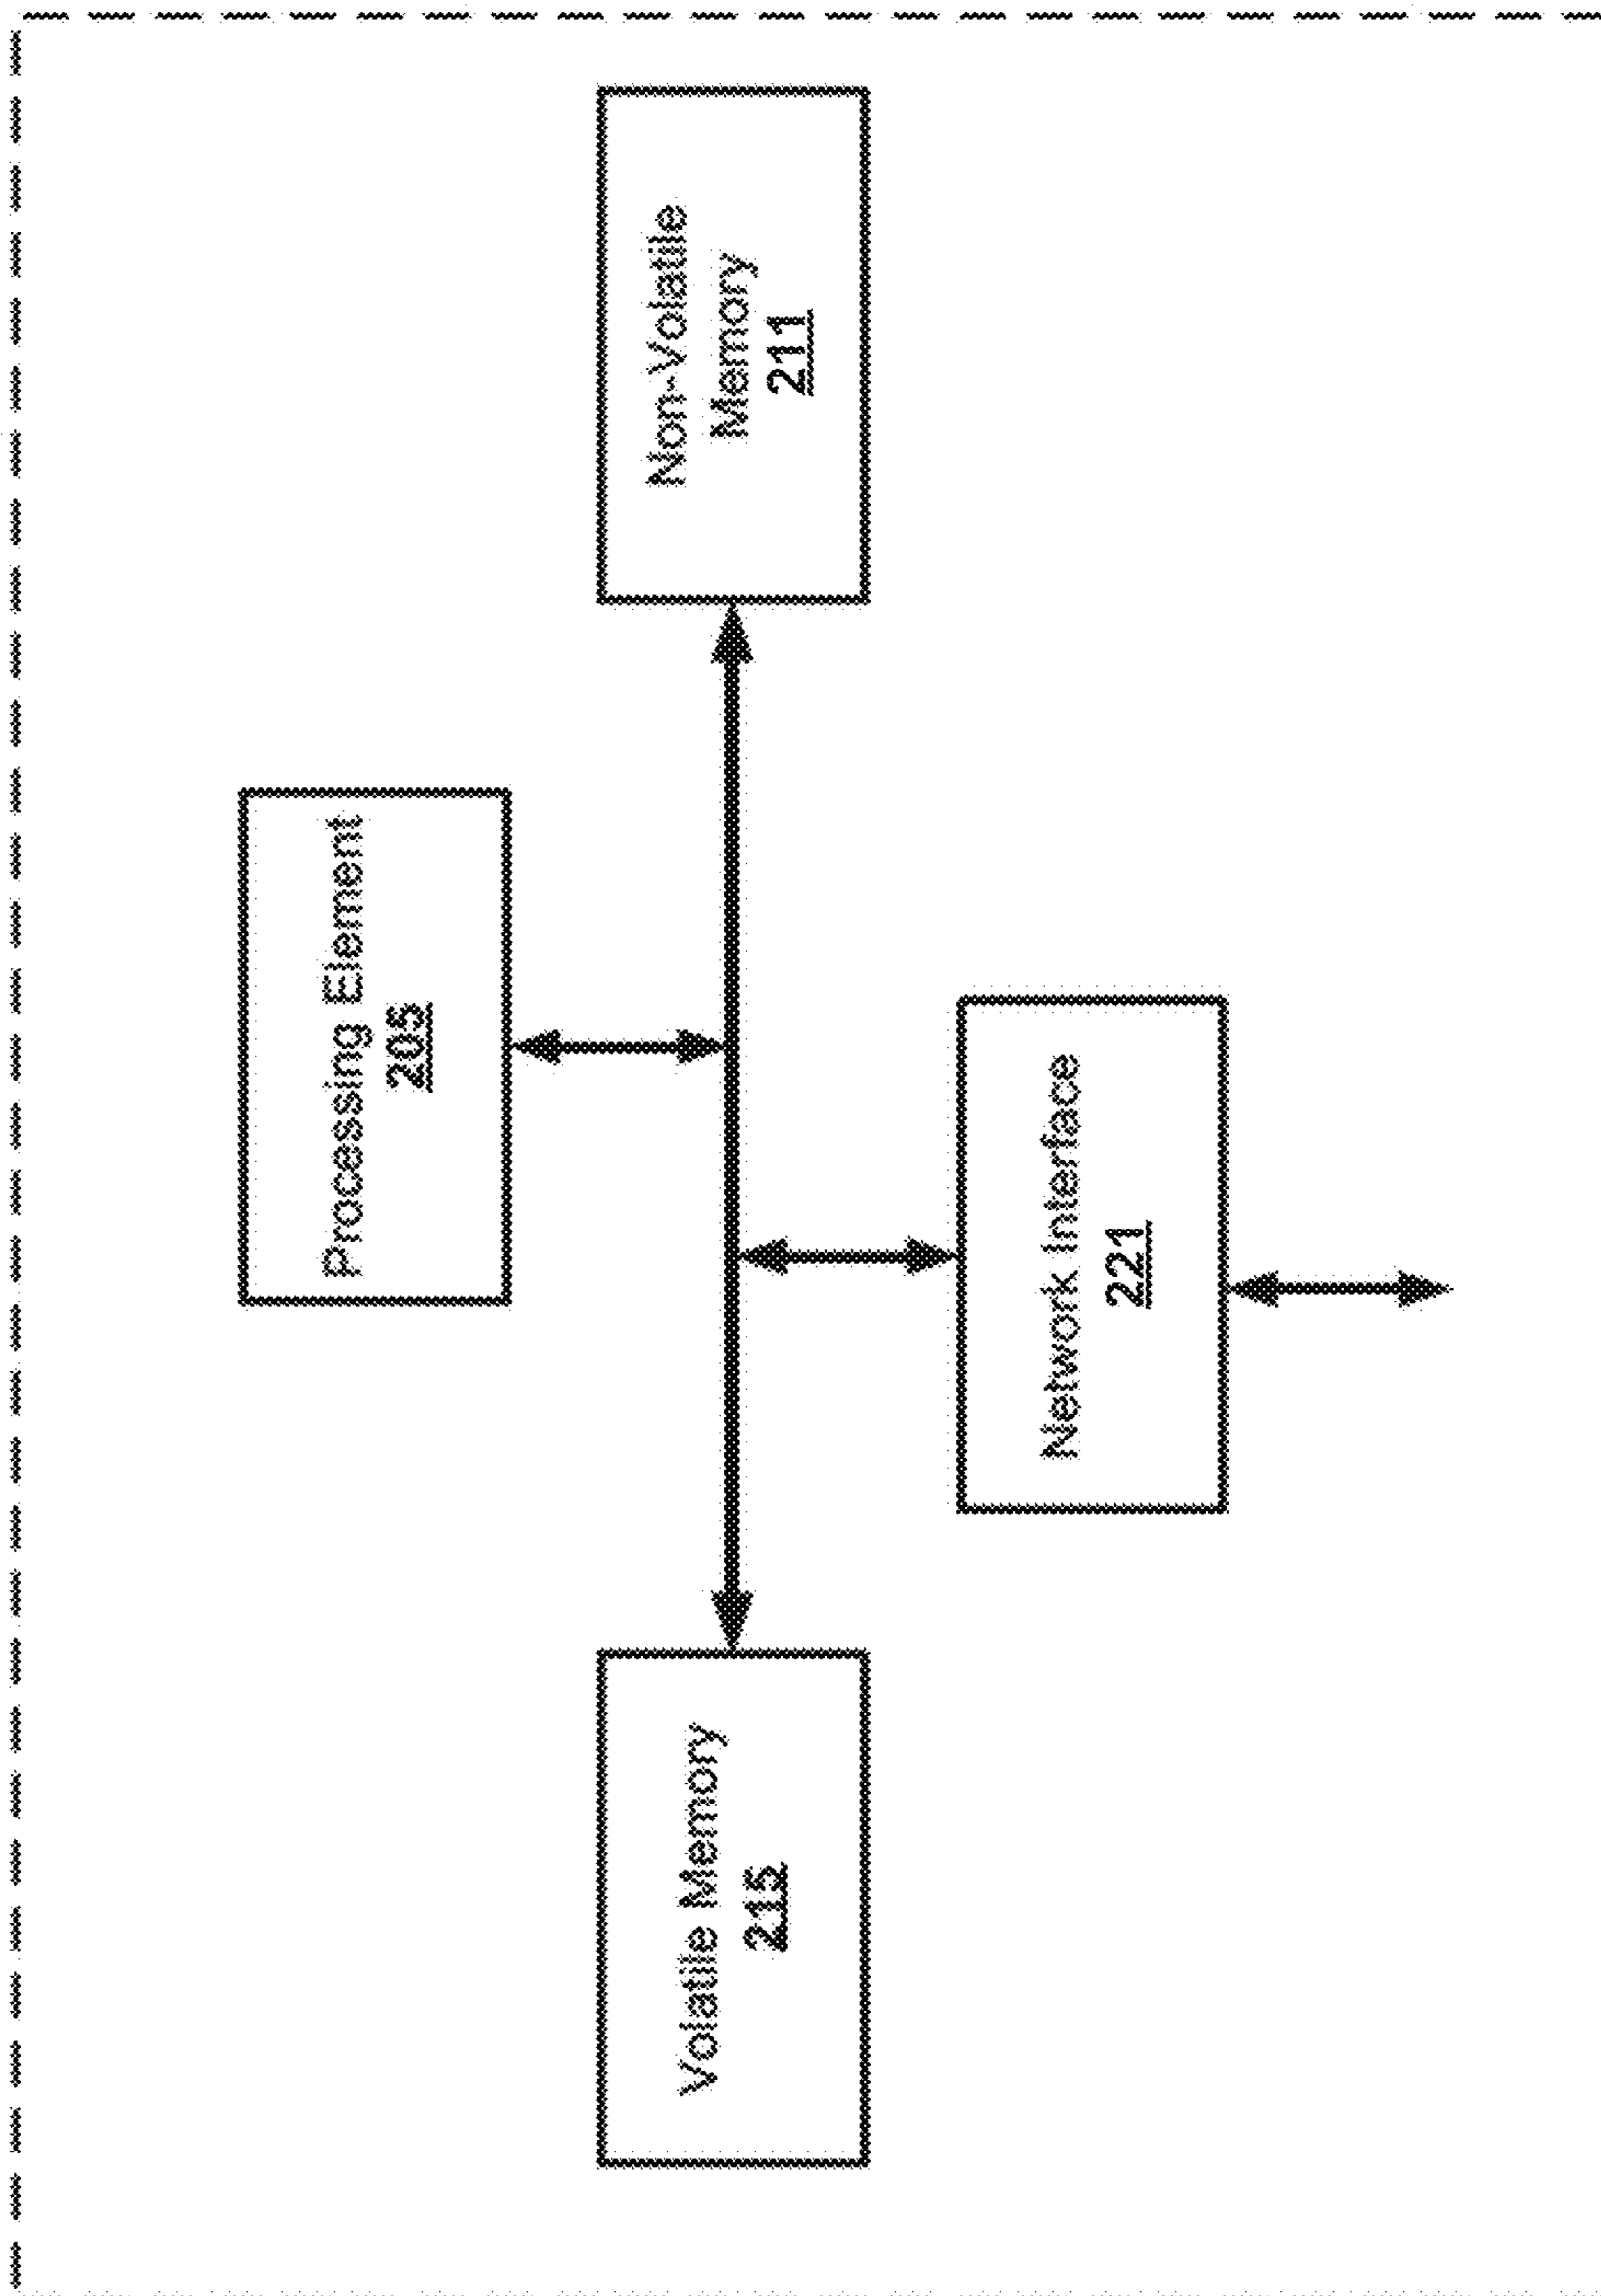 Processing Element
205
Volatile Memory
215
Non-Volatile
Memory
211
Network Interface
221